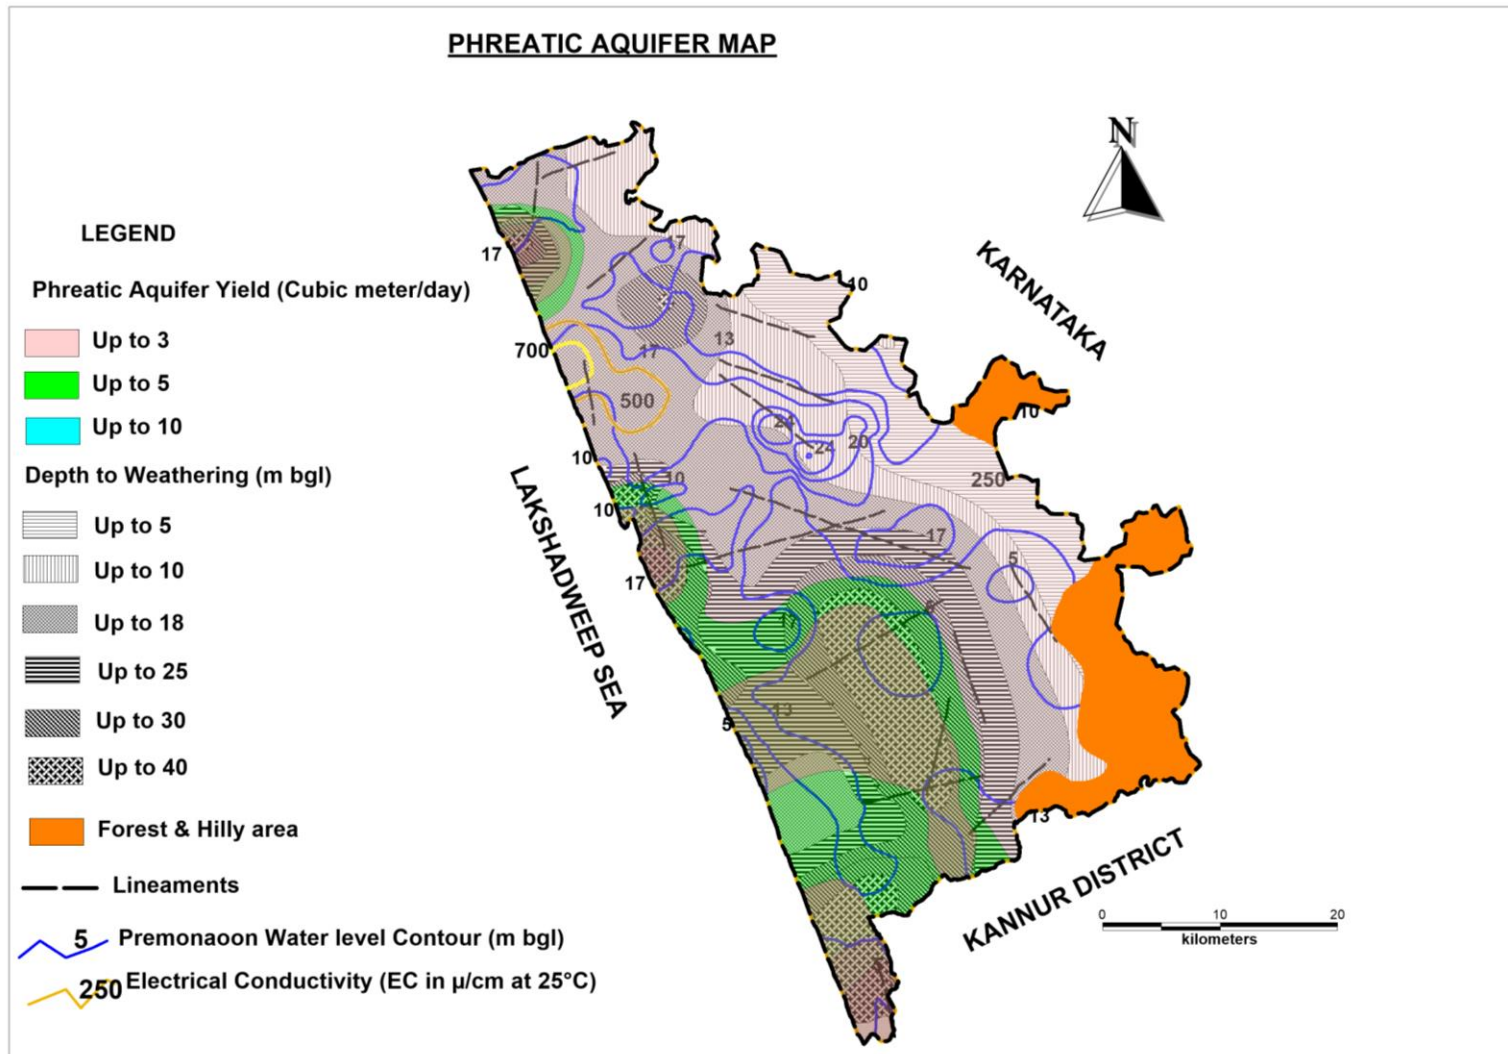 PHREATIC AQUIFER MAP
N
LEGEND
Phreatic Aquifer Yield (Cubic meter/day)
Up to 3
Up to 5
Up to 10
Depth to Weathering (m bgl)
Up to 5
Up to 10
Up to 18
Up to 25
Up to 30
Up to 40
Forest & Hilly area
Lineaments
5 Premonaoon Water level Contour (m bgl)
250 Electrical Conductivity (EC in µ/cm at 25°C)
KARNATAKA
LAKSHADWEEP SEA
KANNUR DISTRICT
17
17
10
13
17
700
500
10
24
20
24
10
10
250
10
17
5
17
17
6
13
5
13
5
0 10 20
kilometers